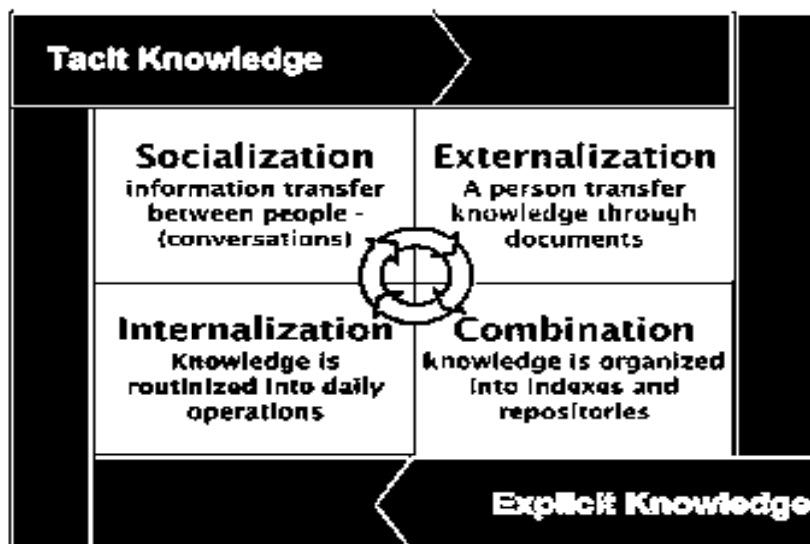 Tacit Knowledge
Socialization
information transfer
between people -
(conversations)
Externalization
A person transfer
knowledge through
documents
Internalization
Knowledge is
routinized into daily
operations
Combination
knowledge is organized
into indexes and
repositories
Explicit Knowledge